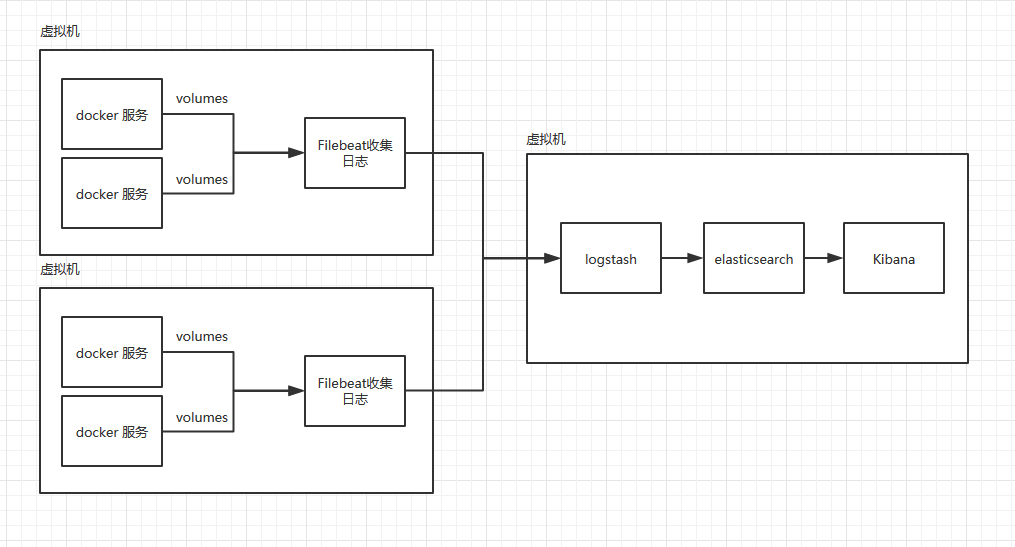 虚拟机
docker 服务
volumes
docker 服务
volumes
Filebeat收集
日志
虚拟机
docker 服务
volumes
docker 服务
volumes
Filebeat收集
日志
虚拟机
logstash
elasticsearch
Kibana